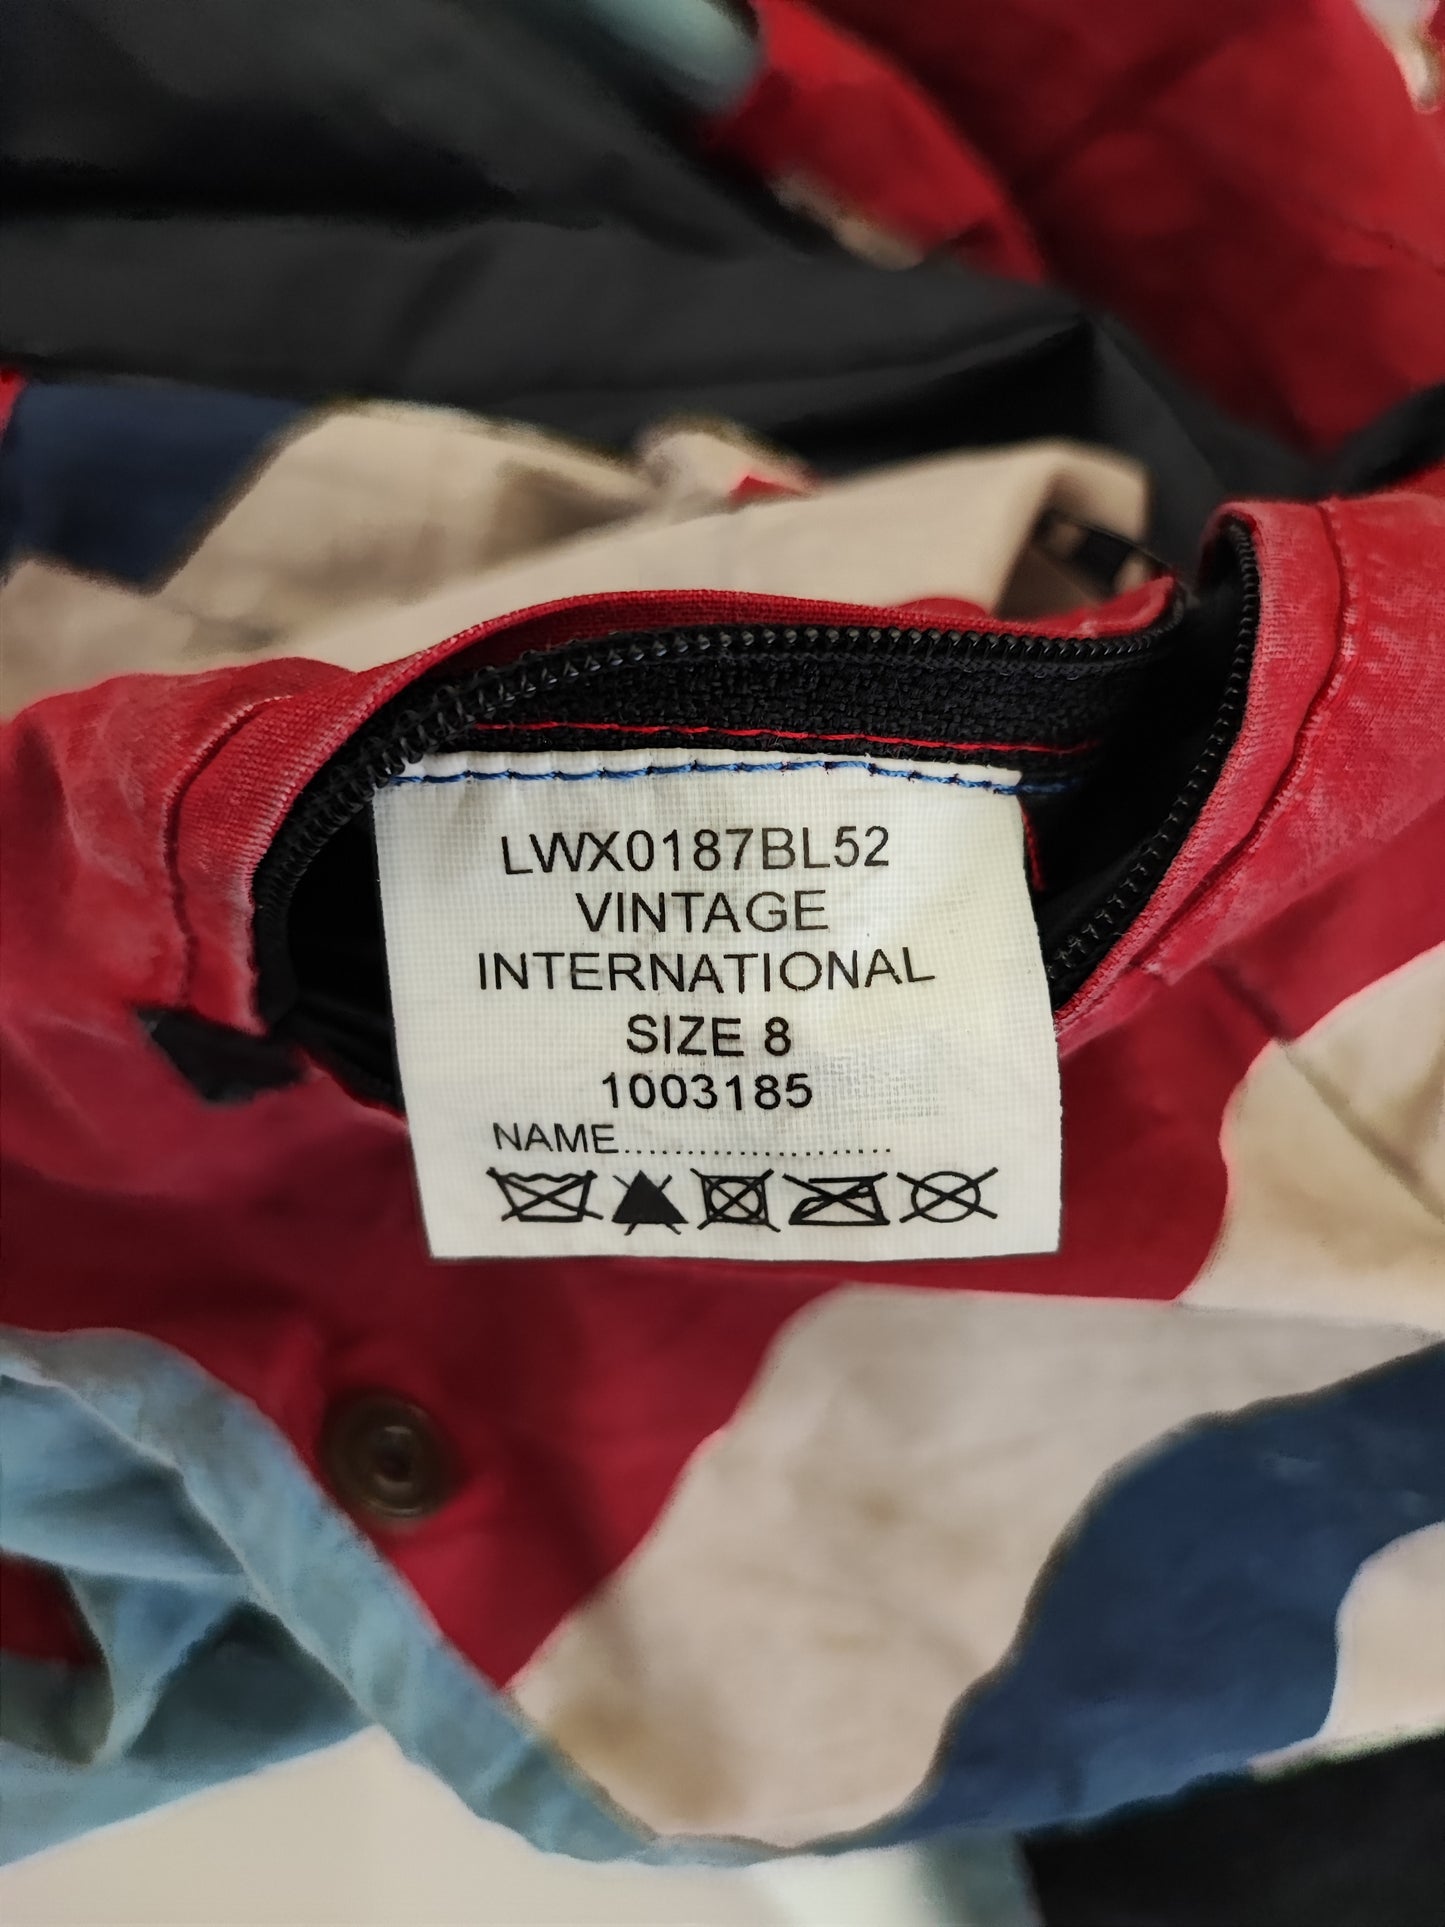 LWX0187BL52
VINTAGE
INTERNATIONAL
SIZE 8
1003185
NAME.....................